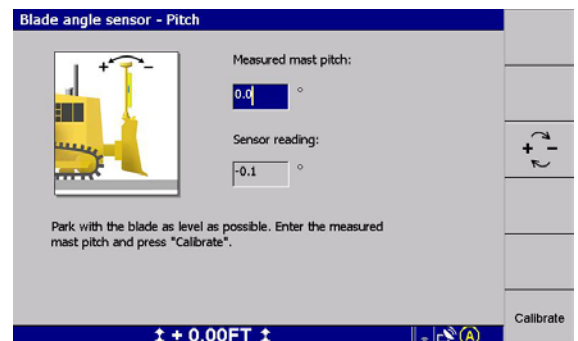 Blade angle sensor - Pitch
+ -
Measured mast pitch:
0.0 °
Sensor reading:
-0.1 °
Park with the blade as level as possible. Enter the measured
mast pitch and press "Calibrate".
+ -
Calibrate
+ 0.00FT
(A)